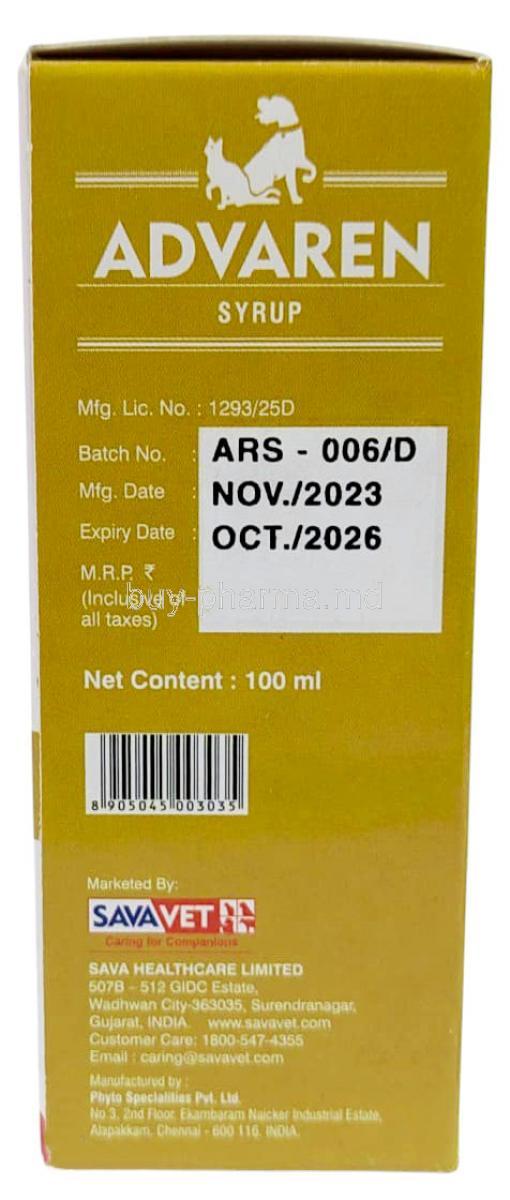 ADVAREN
SYRUP
Mfg. Lic. No. : 1293/25D
Batch No. : ARS - 006/D
Mfg. Date : NOV./2023
Expiry Date : OCT./2026
M.R.P. ₹
(Inclusive of
all taxes)
buy-pharma.md
Net Content : 100 ml
8 905045 003035
Marketed By:
SAVAVET
Caring for Companions
SAVA HEALTHCARE LIMITED
507B – 512 GIDC Estate,
Wadhwan City-363035, Surendranagar,
Gujarat, INDIA. www.savavet.com
Customer Care: 1800-547-4355
Email : caring@savavet.com
Manufactured by :
Phyto Specialities Pvt. Ltd.
No 3, 2nd Floor, Ekambaram Naicker Industrial Estate,
Alapakkam, Chennai - 600 116. INDIA.